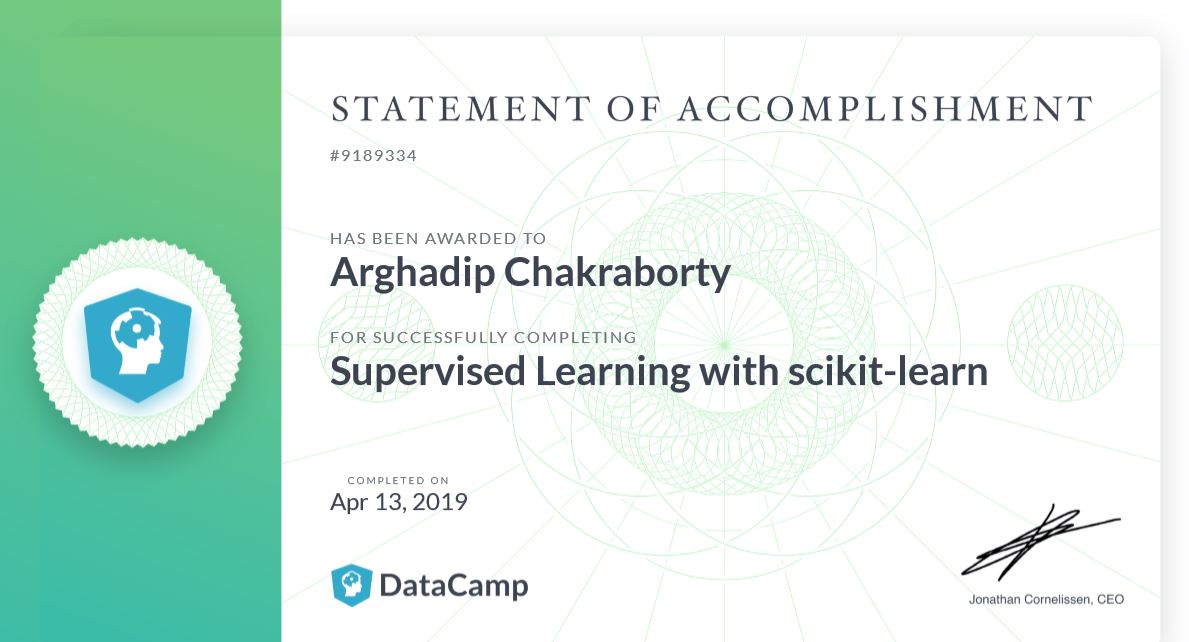 STATEMENT OF ACCOMPLISHMENT
#9189334
HAS BEEN AWARDED TO
Arghadip Chakraborty
FOR SUCCESSFULLY COMPLETING
Supervised Learning with scikit-learn
COMPLETED ON
Apr 13, 2019
DataCamp
Jonathan Cornelissen, CEO